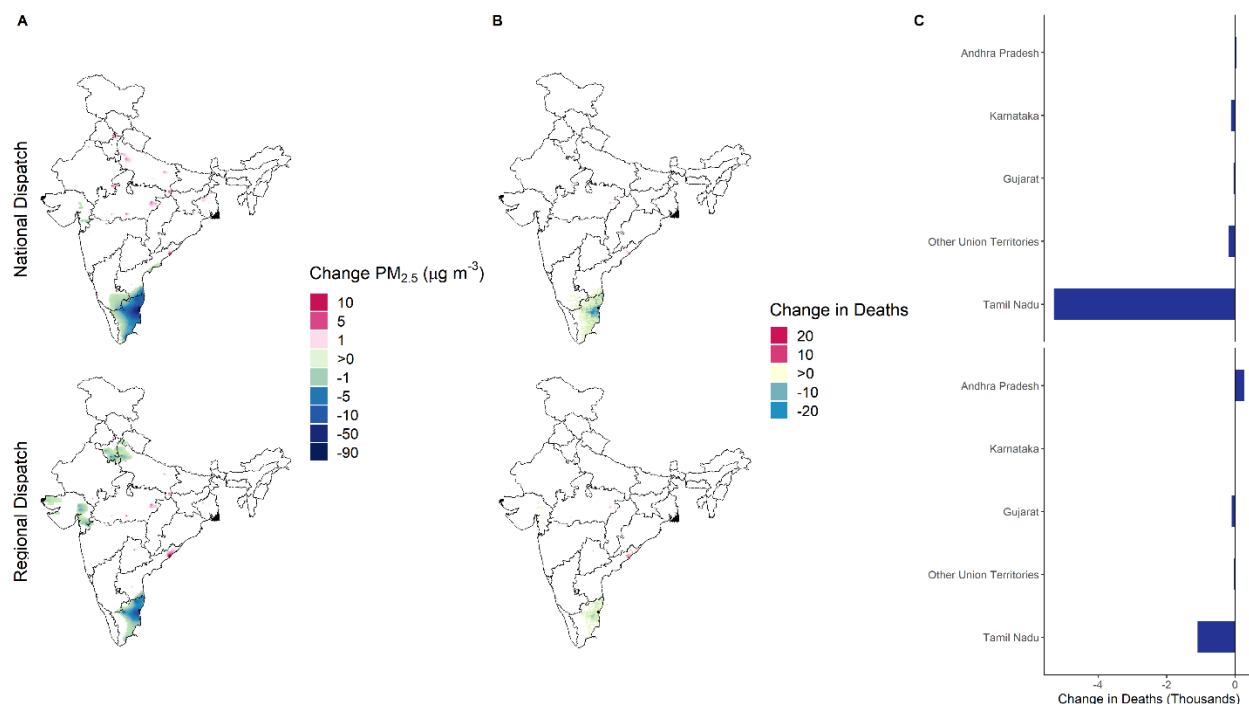 A
B
C
National Dispatch
Regional Dispatch
Change PM2.5 (μg m-3)
10
5
1
>0
-1
-5
-10
-50
-90
Change in Deaths
20
10
>0
-10
-20
Andhra Pradesh
Karnataka
Gujarat
Other Union Territories
Tamil Nadu
Andhra Pradesh
Karnataka
Gujarat
Other Union Territories
Tamil Nadu
-4
-2
0
Change in Deaths (Thousands)